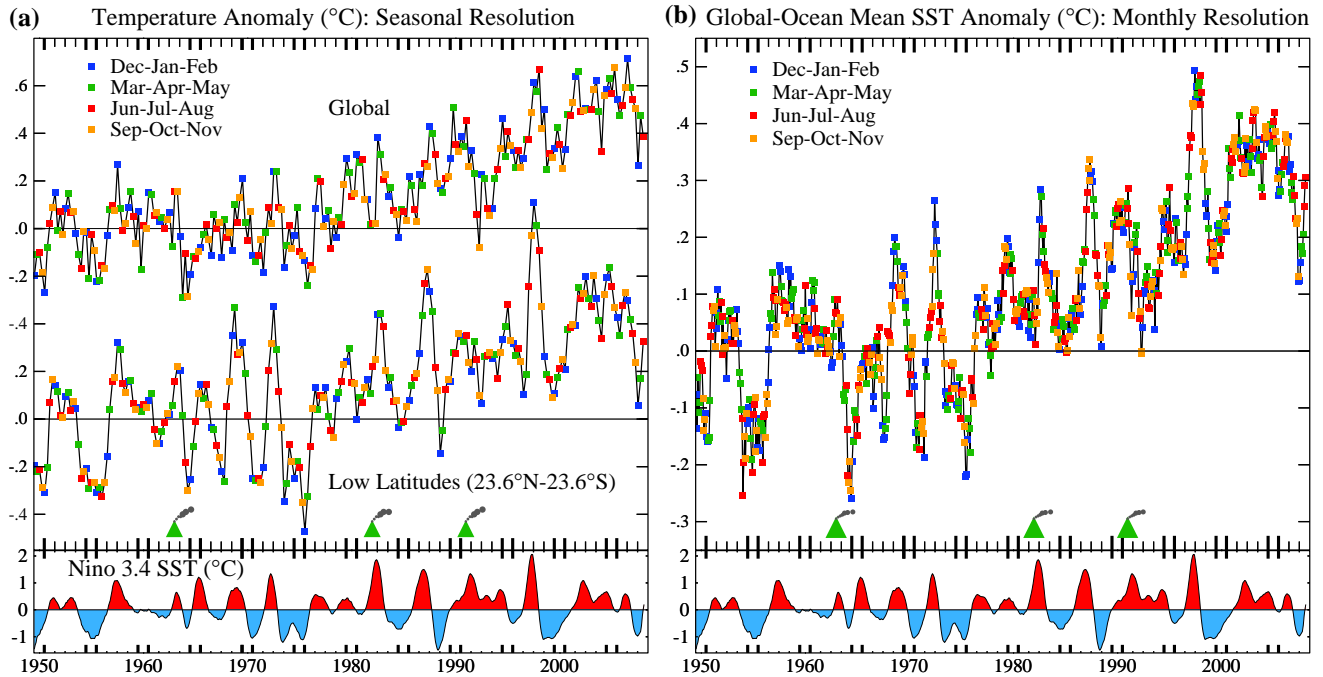 (a) Temperature Anomaly (°C): Seasonal Resolution
Dec-Jan-Feb
Mar-Apr-May
Jun-Jul-Aug
Sep-Oct-Nov
Global
.6
.4
.2
.0
-.2
-.4
.2
.0
-.2
-.4
Low Latitudes (23.6°N-23.6°S)
Nino 3.4 SST (°C)
2
1
0
-1
1950 1960 1970 1980 1990 2000
(b) Global-Ocean Mean SST Anomaly (°C): Monthly Resolution
Dec-Jan-Feb
Mar-Apr-May
Jun-Jul-Aug
Sep-Oct-Nov
.5
.4
.3
.2
.1
.0
-.1
-.2
-.3
2
1
0
-1
1950 1960 1970 1980 1990 2000